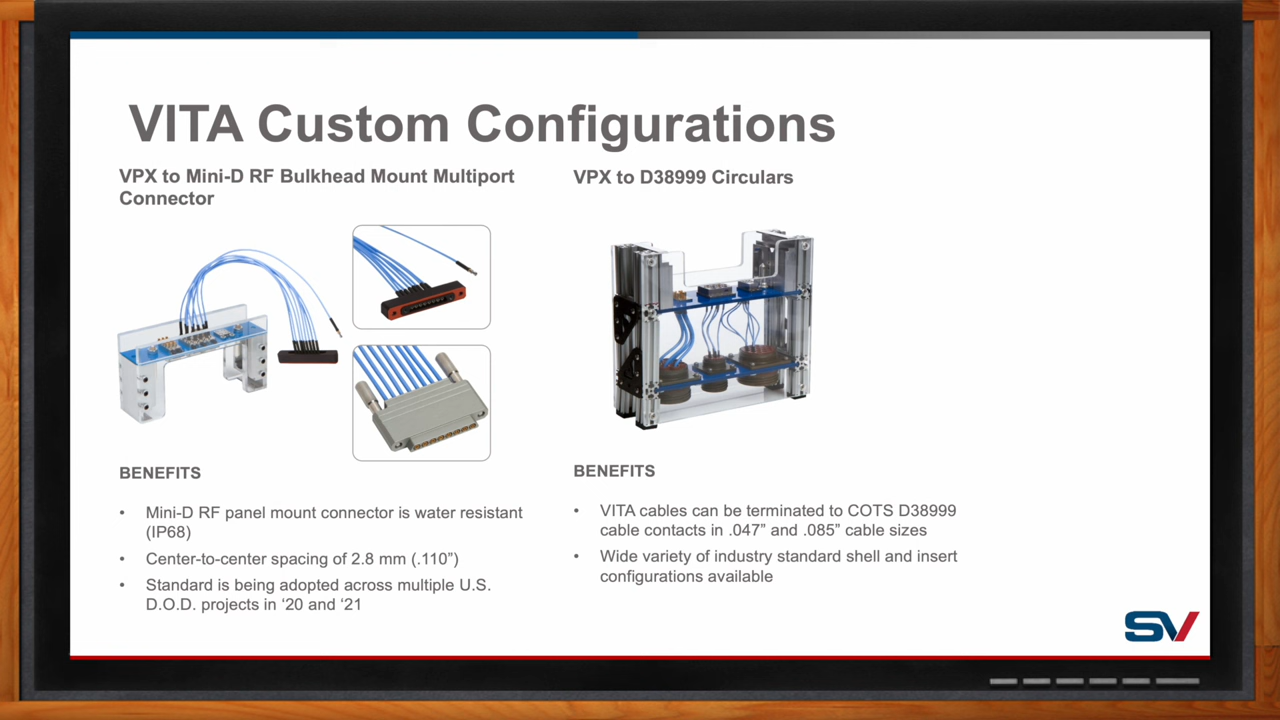 VITA Custom Configurations
VPX to Mini-D RF Bulkhead Mount Multiport
Connector
BENEFITS
• Mini-D RF panel mount connector is water resistant
(IP68)
• Center-to-center spacing of 2.8 mm (.110”)
• Standard is being adopted across multiple U.S.
D.O.D. projects in ‘20 and ‘21
VPX to D38999 Circulars
BENEFITS
• VITA cables can be terminated to COTS D38999
cable contacts in .047” and .085” cable sizes
• Wide variety of industry standard shell and insert
configurations available
SV